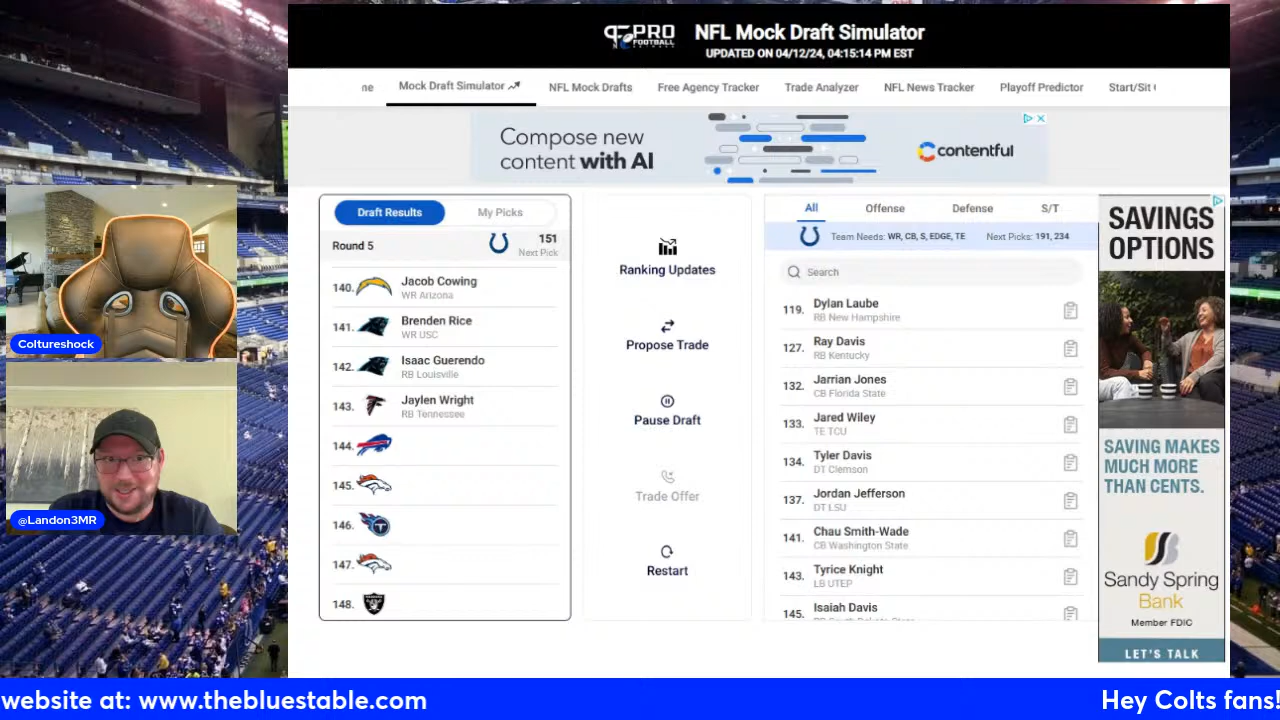 PRO
FOOTBALL
NFL Mock Draft Simulator
UPDATED ON 04/12/24, 04:15:14 PM EST
ne
Mock Draft Simulator
NFL Mock Drafts
Free Agency Tracker
Trade Analyzer
NFL News Tracker
Playoff Predictor
Start/Sit
Compose new
content with AI
contentful
Draft Results
My Picks
Round 5
151
Next Pick
140.
Jacob Cowing
WR Arizona
141.
Brenden Rice
WR USC
142.
Isaac Guerendo
RB Louisville
143.
Jaylen Wright
RB Tennessee
144.
145.
146.
147.
148.
Ranking Updates
Propose Trade
Pause Draft
Trade Offer
Restart
All
Offense
Defense
S/T
Team Needs: WR, CB, S, EDGE, TE
Next Picks: 191, 234
Search
119.
Dylan Laube
RB New Hampshire
127.
Ray Davis
RB Kentucky
132.
Jarrian Jones
CB Florida State
133.
Jared Wiley
TE TCU
134.
Tyler Davis
DT Clemson
137.
Jordan Jefferson
DT LSU
141.
Chau Smith-Wade
CB Washington State
143.
Tyrice Knight
LB UTEP
145.
Isaiah Davis
RB South Dakota State
SAVINGS
OPTIONS
SAVING MAKES
MUCH MORE
THAN CENTS.
Sandy Spring
Bank
Member FDIC
LET'S TALK
Coltureshock
@Landon3MR
website at: www.thebluestable.com
Hey Colts fans!